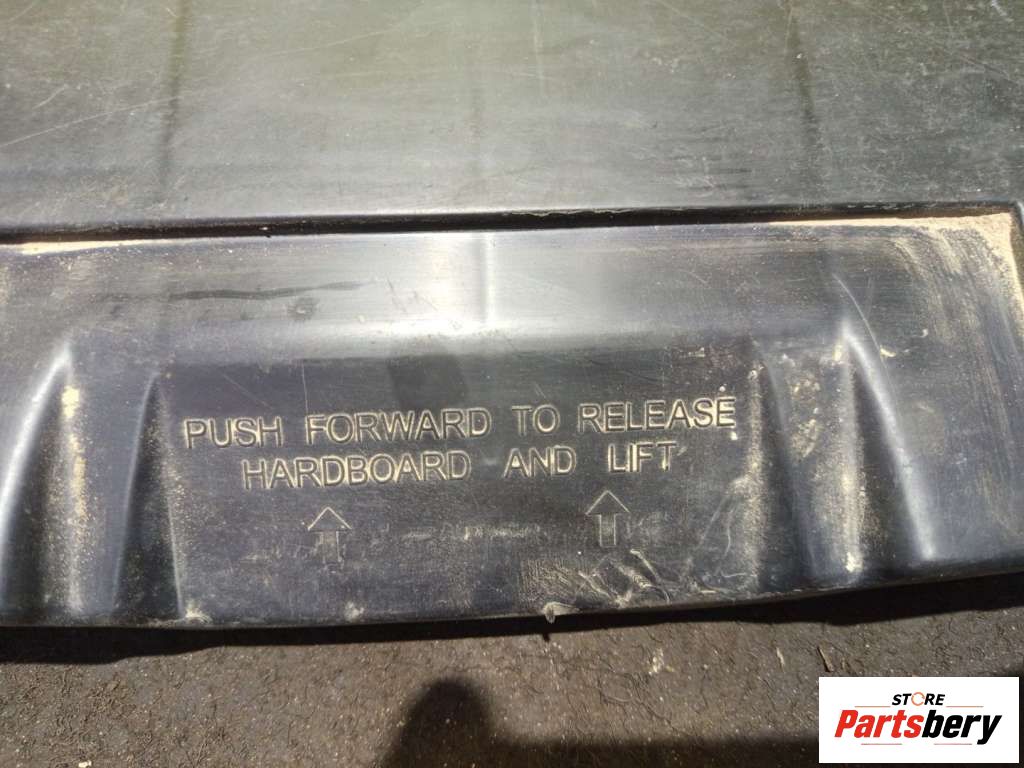 PUSH FORWARD TO RELEASE
HARDBOARD AND LIFT
STORE
Partsbery